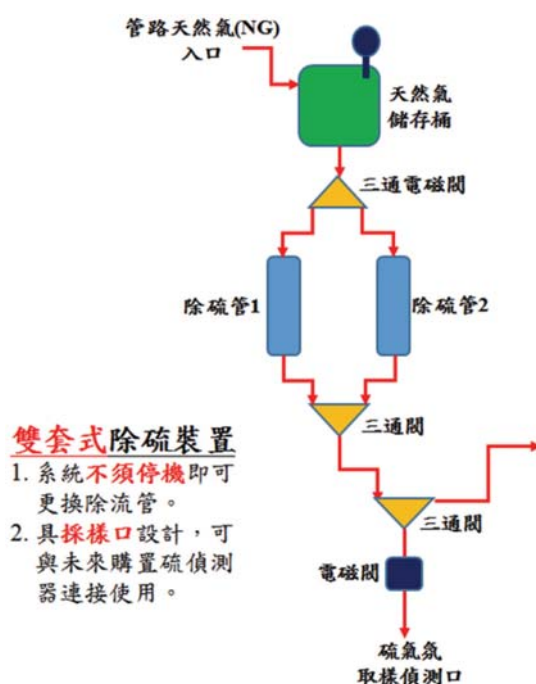 管路天然氣(NG)
入口
天然氣
儲存桶
三通電磁閥
除硫管1
除硫管2
三通閥
雙套式除硫裝置
1. 系統不須停機即可
更換除流管。
2. 具採樣口設計，可
與未來購置硫偵測
器連接使用。
三通閥
電磁閥
硫氣氛
取樣偵測口